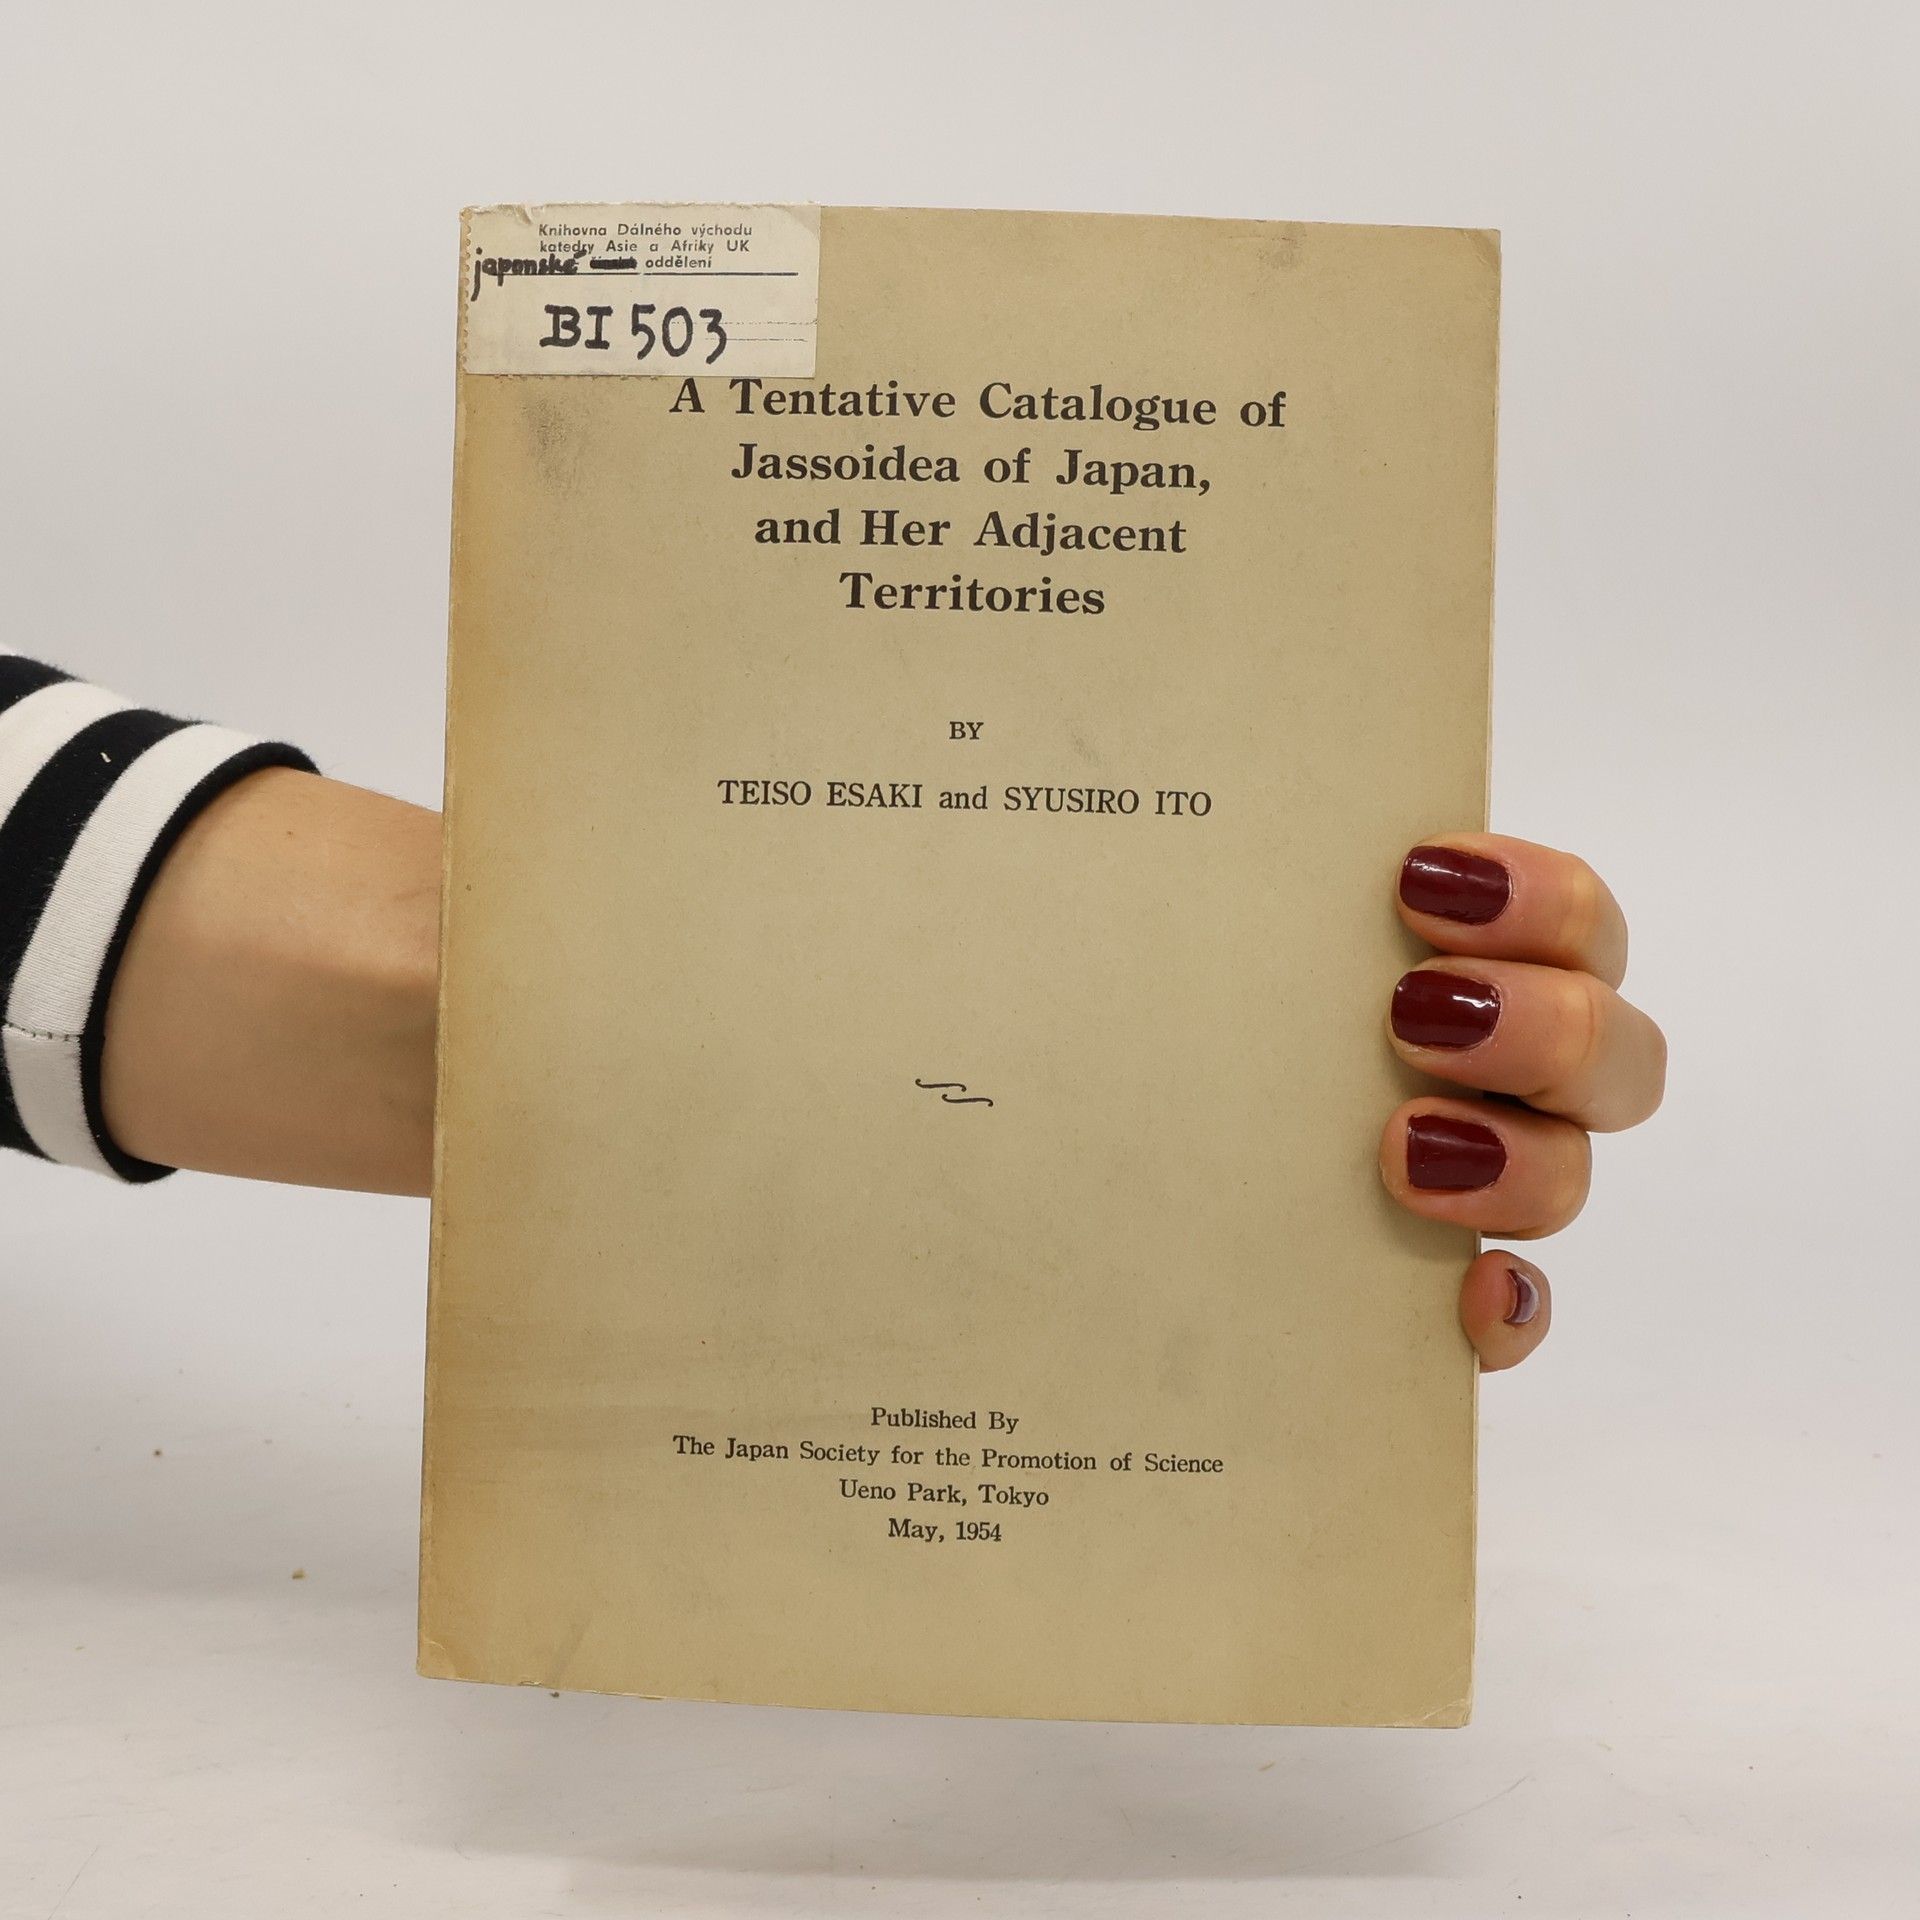 Knihovna Dálného východu
katedry Asie a Afriky UK
japonské oddělení
BI 503
A Tentative Catalogue of
Jassoidea of Japan,
and Her Adjacent
Territories
BY
TEISO ESAKI and SYUSIRO ITO
Published By
The Japan Society for the Promotion of Science
Ueno Park, Tokyo
May, 1954